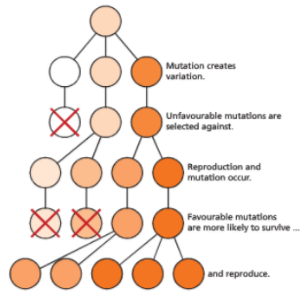 Mutation creates
variation.
Unfavourable mutations are
selected against.
Reproduction and
mutation occur.
Favourable mutations
are more likely to survive ...
and reproduce.